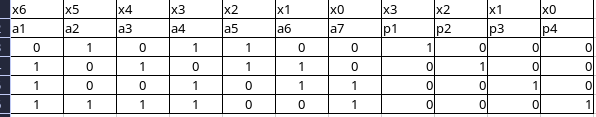 x6 x5 x4 x3 x2 x1 x0 x3 x2 x1 x0
a1 a2 a3 a4 a5 a6 a7 p1 p2 p3 p4
0 1 0 1 1 0 0 1 0 0 0
1 0 1 0 1 1 0 0 1 0 0
1 0 0 1 0 1 1 0 0 1 0
1 1 1 1 0 0 1 0 0 0 1